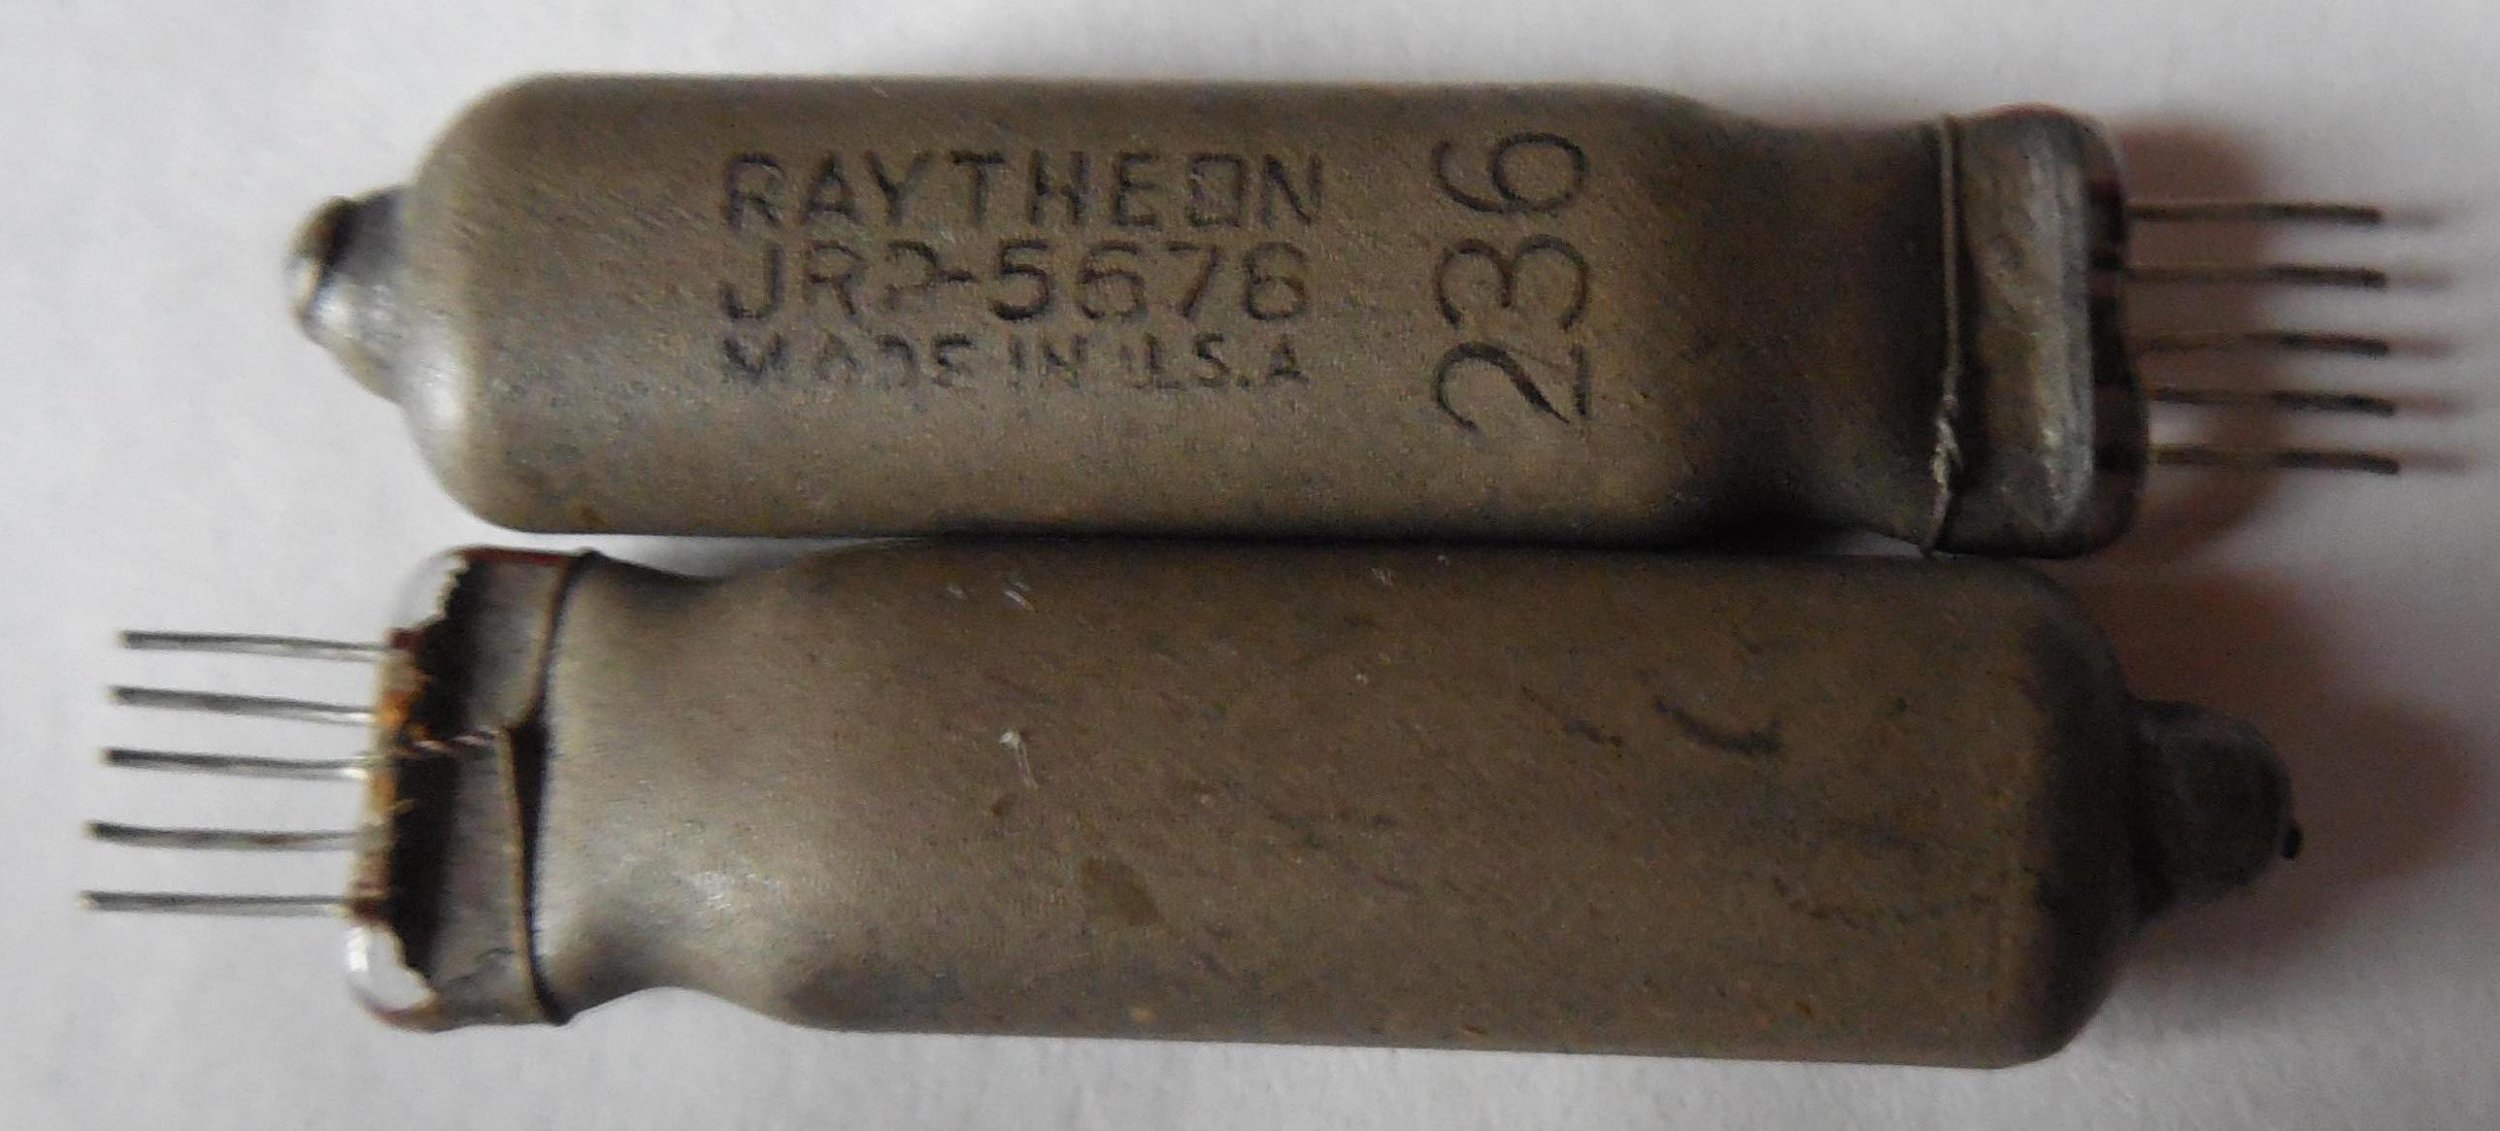 RAYTHEON
JRP-5678
MADE IN U.S.A
236